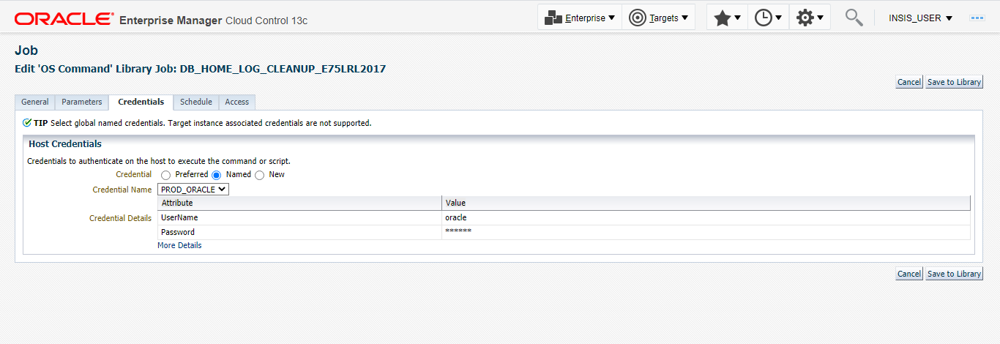 ORACLE® Enterprise Manager Cloud Control 13c Enterprise Targets INSIS_USER
Job
Edit 'OS Command' Library Job: DB_HOME_LOG_CLEANUP_E75LRL2017
Cancel Save to Library
General Parameters Credentials Schedule Access
TIP Select global named credentials. Target instance associated credentials are not supported.
Host Credentials
Credentials to authenticate on the host to execute the command or script.
Credential Preferred Named New
Credential Name PROD_ORACLE
Attribute Value
Credential Details UserName oracle
Password ******
More Details
Cancel Save to Library